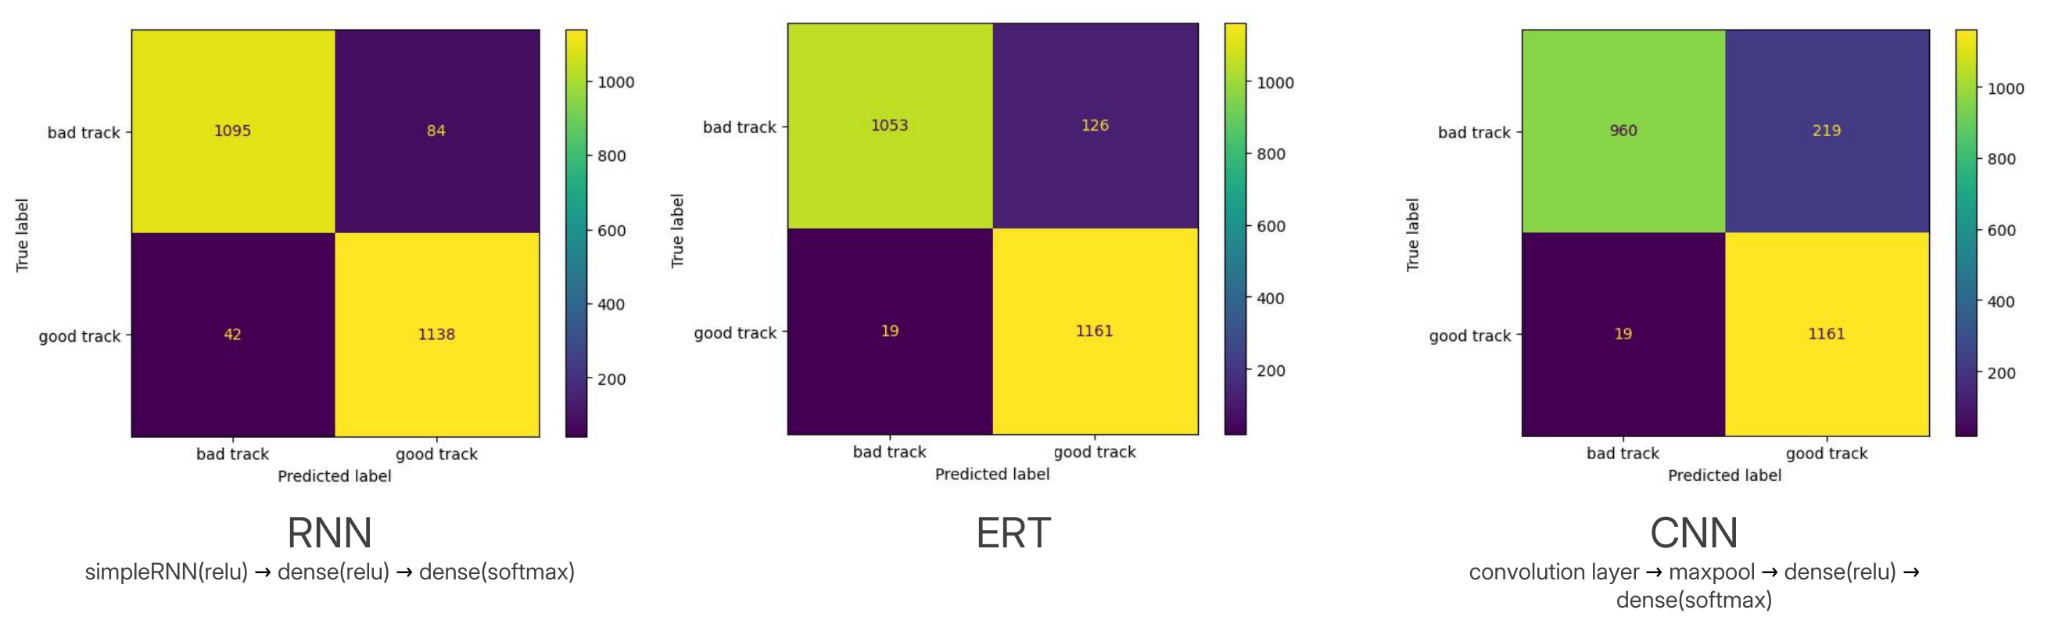 True label
bad track
good track
1095
84
42
1138
bad track
good track
Predicted label
1000
800
600
400
200
RNN
simpleRNN(relu) → dense(relu) → dense(softmax)
True label
bad track
good track
1053
126
19
1161
bad track
good track
Predicted label
1000
800
600
400
200
ERT
True label
bad track
good track
960
219
19
1161
bad track
good track
Predicted label
1000
800
600
400
200
CNN
convolution layer → maxpool → dense(relu) →
dense(softmax)